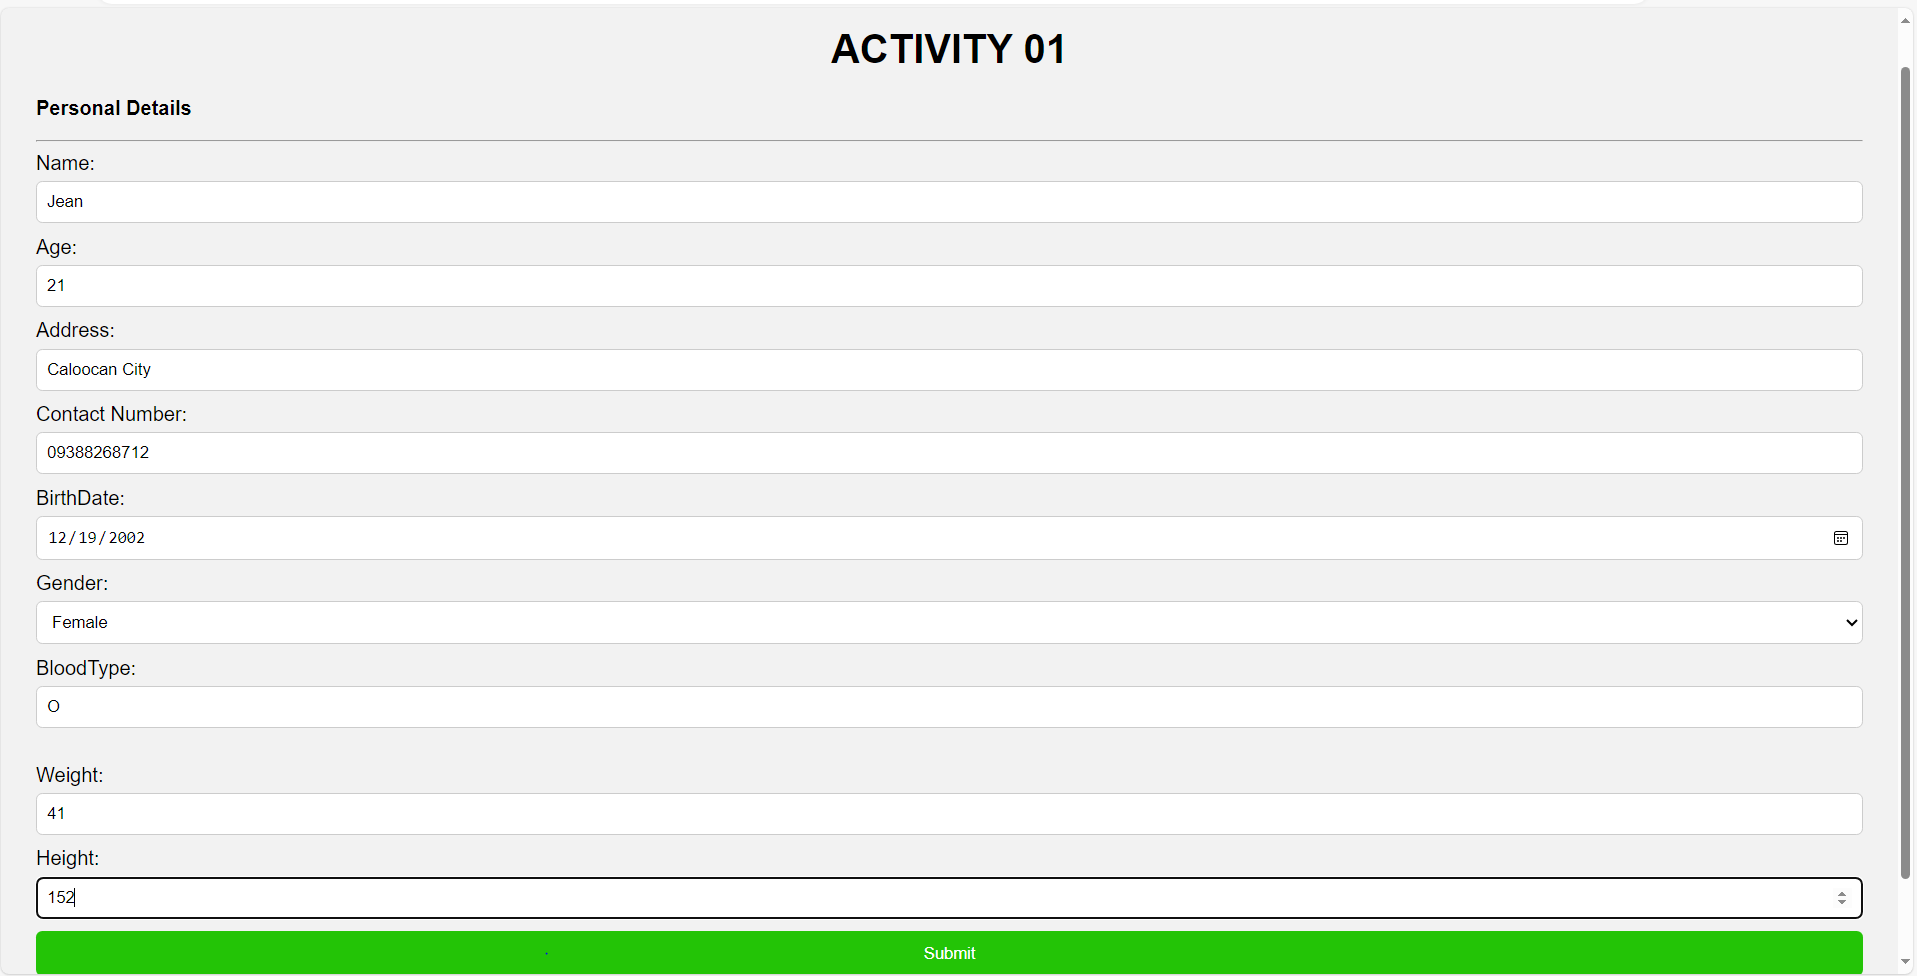 ACTIVITY 01
Personal Details
Name:
Jean
Age:
21
Address:
Caloocan City
Contact Number:
09388268712
BirthDate:
12/19/2002
Gender:
Female
BloodType:
O
Weight:
41
Height:
152
Submit